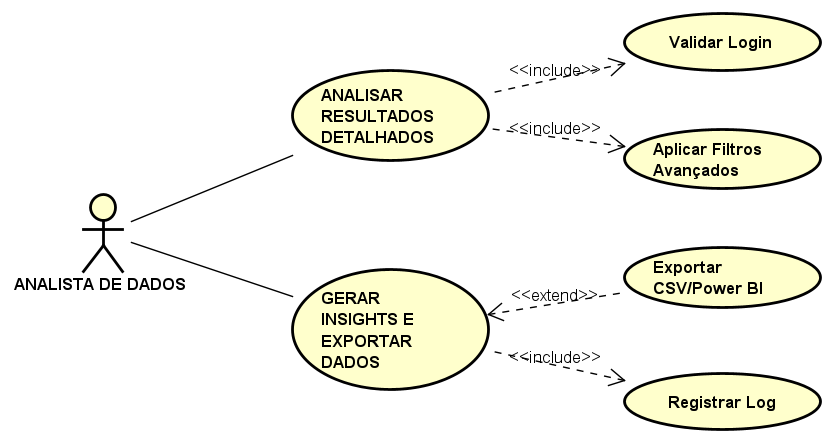 Validar Login
<<include>>
ANALISAR
RESULTADOS
DETALHADOS
<<include>>
Aplicar Filtros
Avançados
ANALISTA DE DADOS
Exportar
CSV/Power BI
<<extend>>
GERAR
INSIGHTS E
EXPORTAR
DADOS
<<include>>
Registrar Log